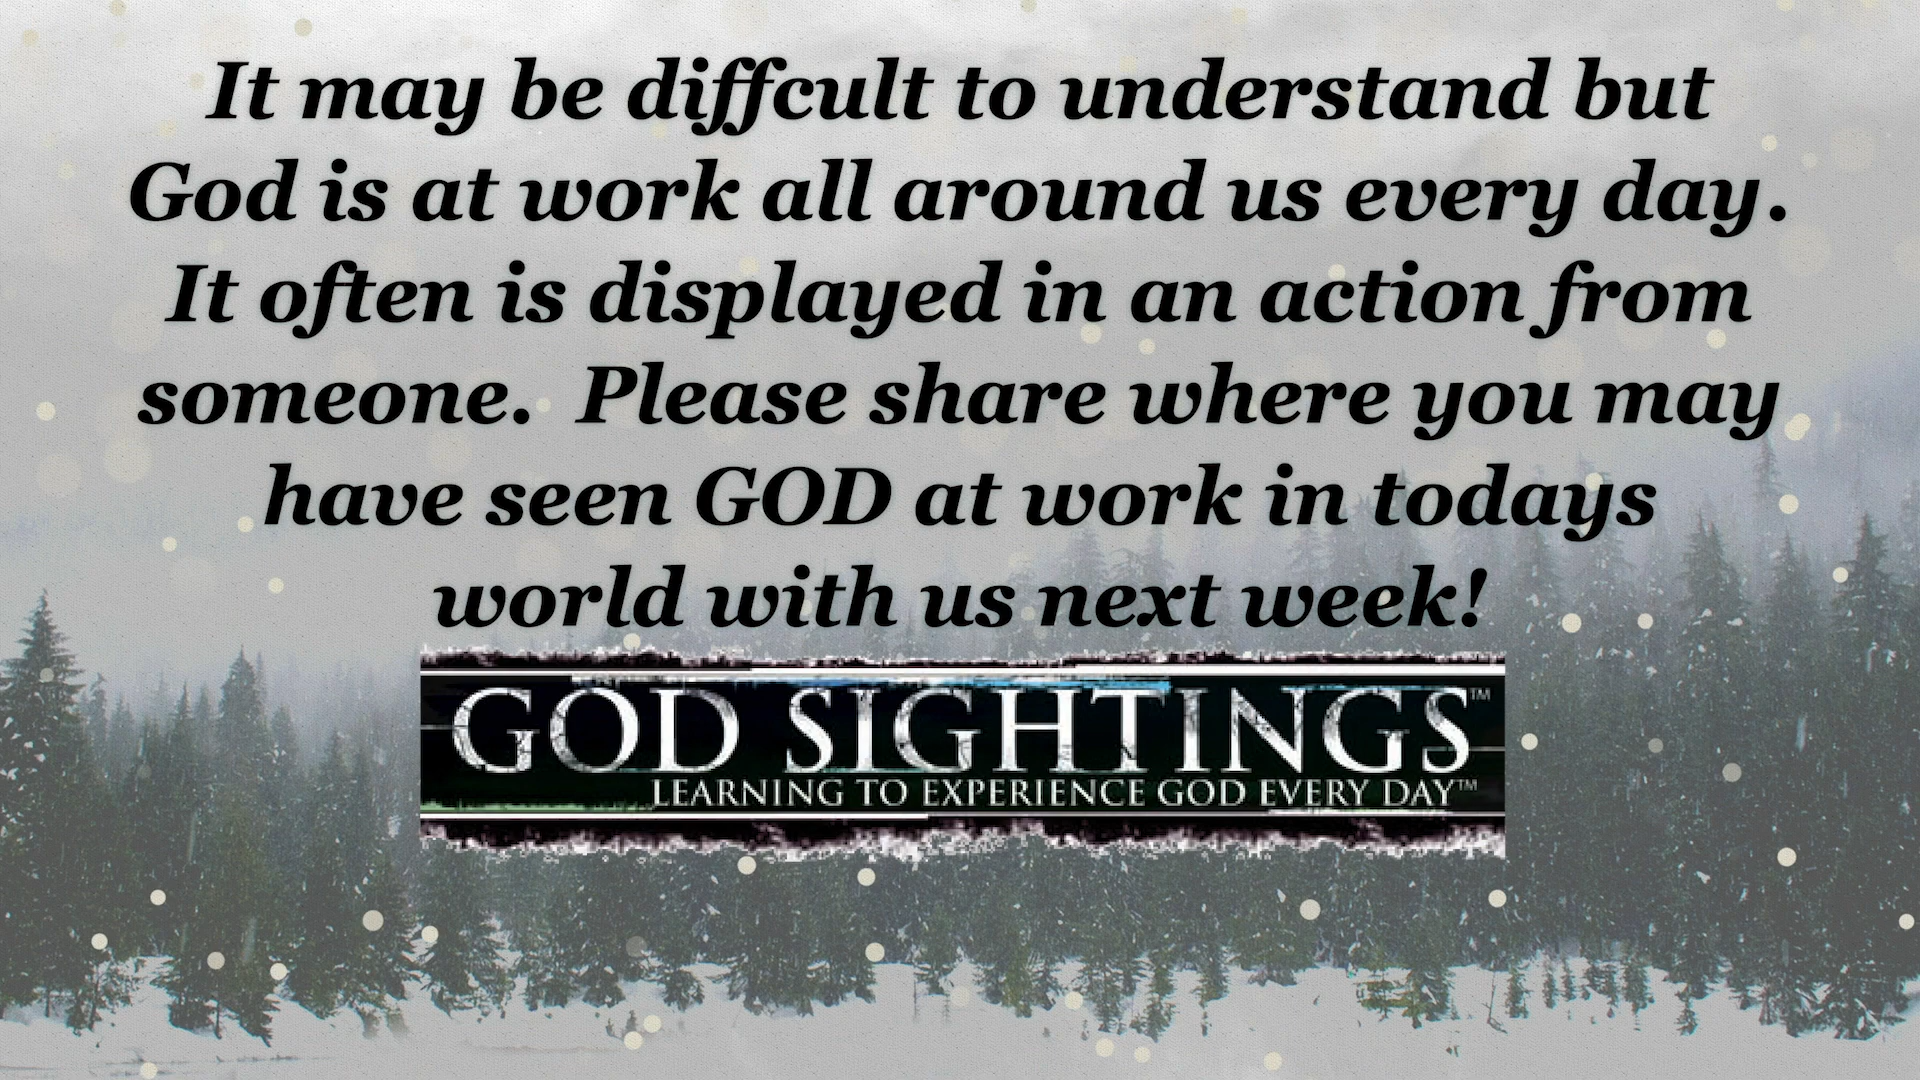 It may be diffcult to understand but
God is at work all around us every day.
It often is displayed in an action from
someone.  Please share where you may
have seen GOD at work in todays
world with us next week!
GOD SIGHTINGS™
LEARNING TO EXPERIENCE GOD EVERY DAY™